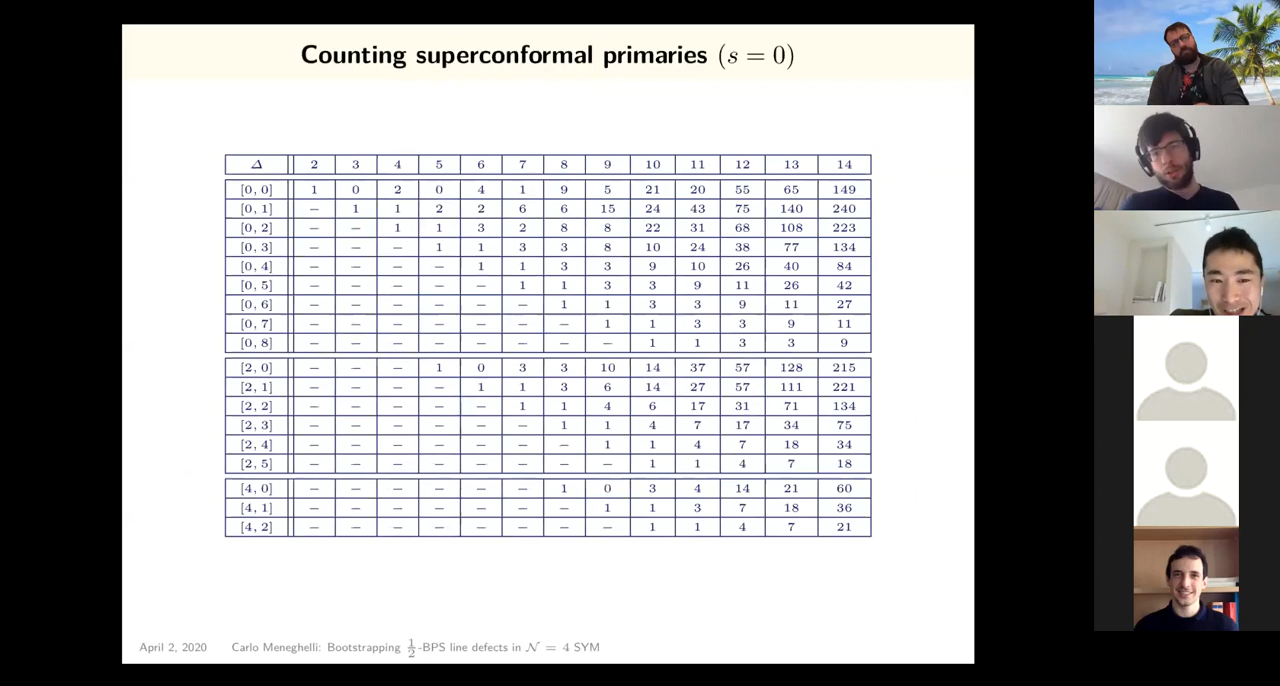 Counting superconformal primaries (s = 0)
Δ 2 3 4 5 6 7 8 9 10 11 12 13 14
[0, 0] 1 0 2 0 4 1 9 5 21 20 55 65 149
[0, 1] – 1 1 2 2 6 6 15 24 43 75 140 240
[0, 2] – – 1 1 3 2 8 8 22 31 68 108 223
[0, 3] – – – 1 1 3 3 8 10 24 38 77 134
[0, 4] – – – – 1 1 3 3 9 10 26 40 84
[0, 5] – – – – – 1 1 3 3 9 11 26 42
[0, 6] – – – – – – 1 1 3 3 9 11 27
[0, 7] – – – – – – – 1 1 3 3 9 11
[0, 8] – – – – – – – – 1 1 3 3 9
[2, 0] – – – 1 0 3 3 10 14 37 57 128 215
[2, 1] – – – – 1 1 3 6 14 27 57 111 221
[2, 2] – – – – – 1 1 4 6 17 31 71 134
[2, 3] – – – – – – 1 1 4 7 17 34 75
[2, 4] – – – – – – – 1 1 4 7 18 34
[2, 5] – – – – – – – – 1 1 4 7 18
[4, 0] – – – – – – 1 0 3 4 14 21 60
[4, 1] – – – – – – – 1 1 3 7 18 36
[4, 2] – – – – – – – – 1 1 4 7 21
April 2, 2020 Carlo Meneghelli: Bootstrapping ½-BPS line defects in 𝒩 = 4 SYM